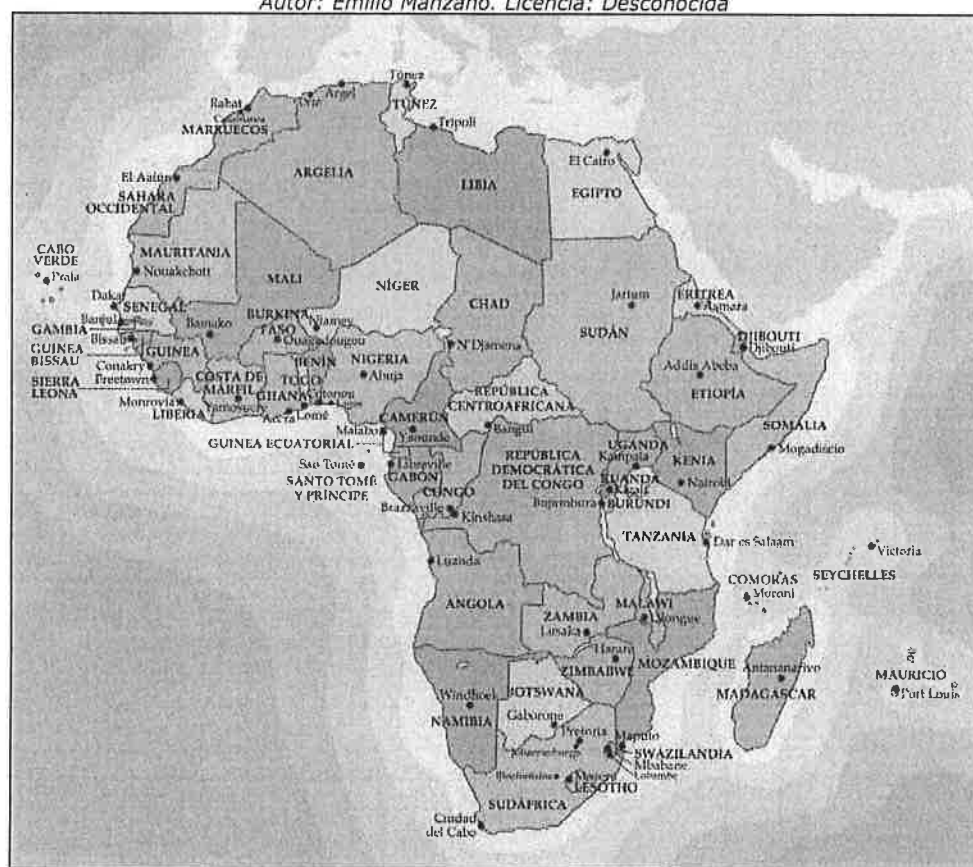 Autor: Emilio Manzano. Licencia: Desconocida
Túnez
Argel
Rabat
TÚNEZ
MARRUECOS
Trípoli
El Cairo
ARGELIA
LIBIA
EGIPTO
El Aaiún
SAHARA
OCCIDENTAL
CABO
VERDE
Praia
MAURITANIA
Nouakchott
MALI
NÍGER
CHAD
Jartum
SUDÁN
ERITREA
Asmara
Dakar
SENEGAL
Banjul
GAMBIA
Bissau
GUINEA
BISSAU
Bamako
BURKINA
FASO
Niamey
Ouagadougou
N'Djamena
DJIBOUTI
Djibouti
GUINEA
Conakry
Freetown
SIERRA
LEONA
Monrovia
LIBERIA
COSTA DE
MARFIL
BENÍN
TOGO
GHANA
Accra
Lomé
NIGERIA
Abuja
Addis Abeba
ETIOPÍA
REPÚBLICA
CENTROAFRICANA
Bangui
CAMERÚN
Yaoundé
Malabo
GUINEA ECUATORIAL
SOMALIA
Mogadiscio
Sao Tomé
SANTO TOMÉ
Y PRÍNCIPE
Libreville
GABÓN
CONGO
Brazzaville
Kinshasa
REPÚBLICA
DEMOCRÁTICA
DEL CONGO
UGANDA
Kampala
KENIA
Nairobi
RUANDA
Bujumbura
BURUNDI
TANZANIA
Dar es Salaam
Victoria
SEYCHELLES
COMORAS
Moroni
Luanda
ANGOLA
ZAMBIA
Lusaka
MALAWI
Harare
ZIMBABWE
MOZAMBIQUE
Antananarivo
MADAGASCAR
MAURICIO
Port Louis
Windhoek
NAMIBIA
BOTSWANA
Gaborone
Pretoria
Maputo
SWAZILANDIA
Mbabane
Lobamba
Maseru
LESOTHO
SUDÁFRICA
Ciudad
del Cabo